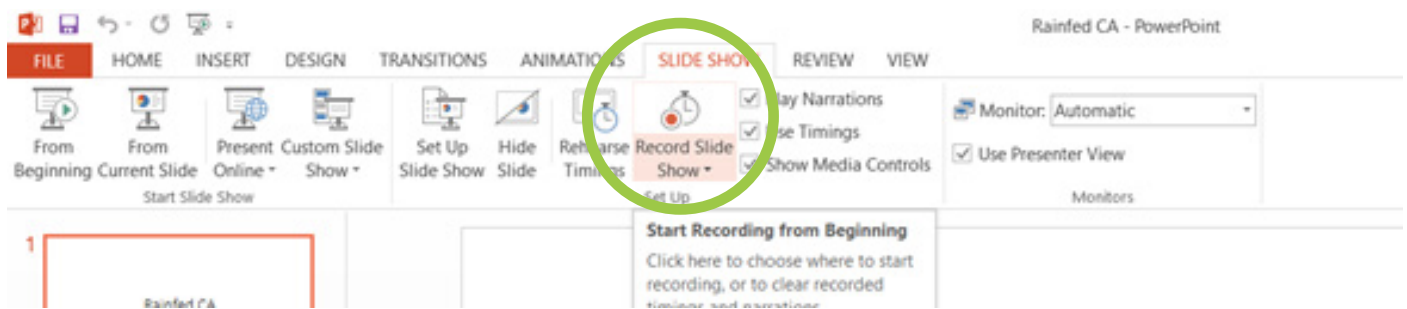 Rainfed CA - PowerPoint
FILE HOME INSERT DESIGN TRANSITIONS ANIMATIONS SLIDE SHOW REVIEW VIEW
From Beginning
From Current Slide
Present Online
Custom Slide Show
Start Slide Show
Set Up Slide Show
Hide Slide
Rehearse Timings
Record Slide Show
Play Narrations
Use Timings
Show Media Controls
Set Up
Monitor: Automatic
Use Presenter View
Monitors
1
Rainfed CA
Start Recording from Beginning
Click here to choose where to start
recording, or to clear recorded
timings and narrations